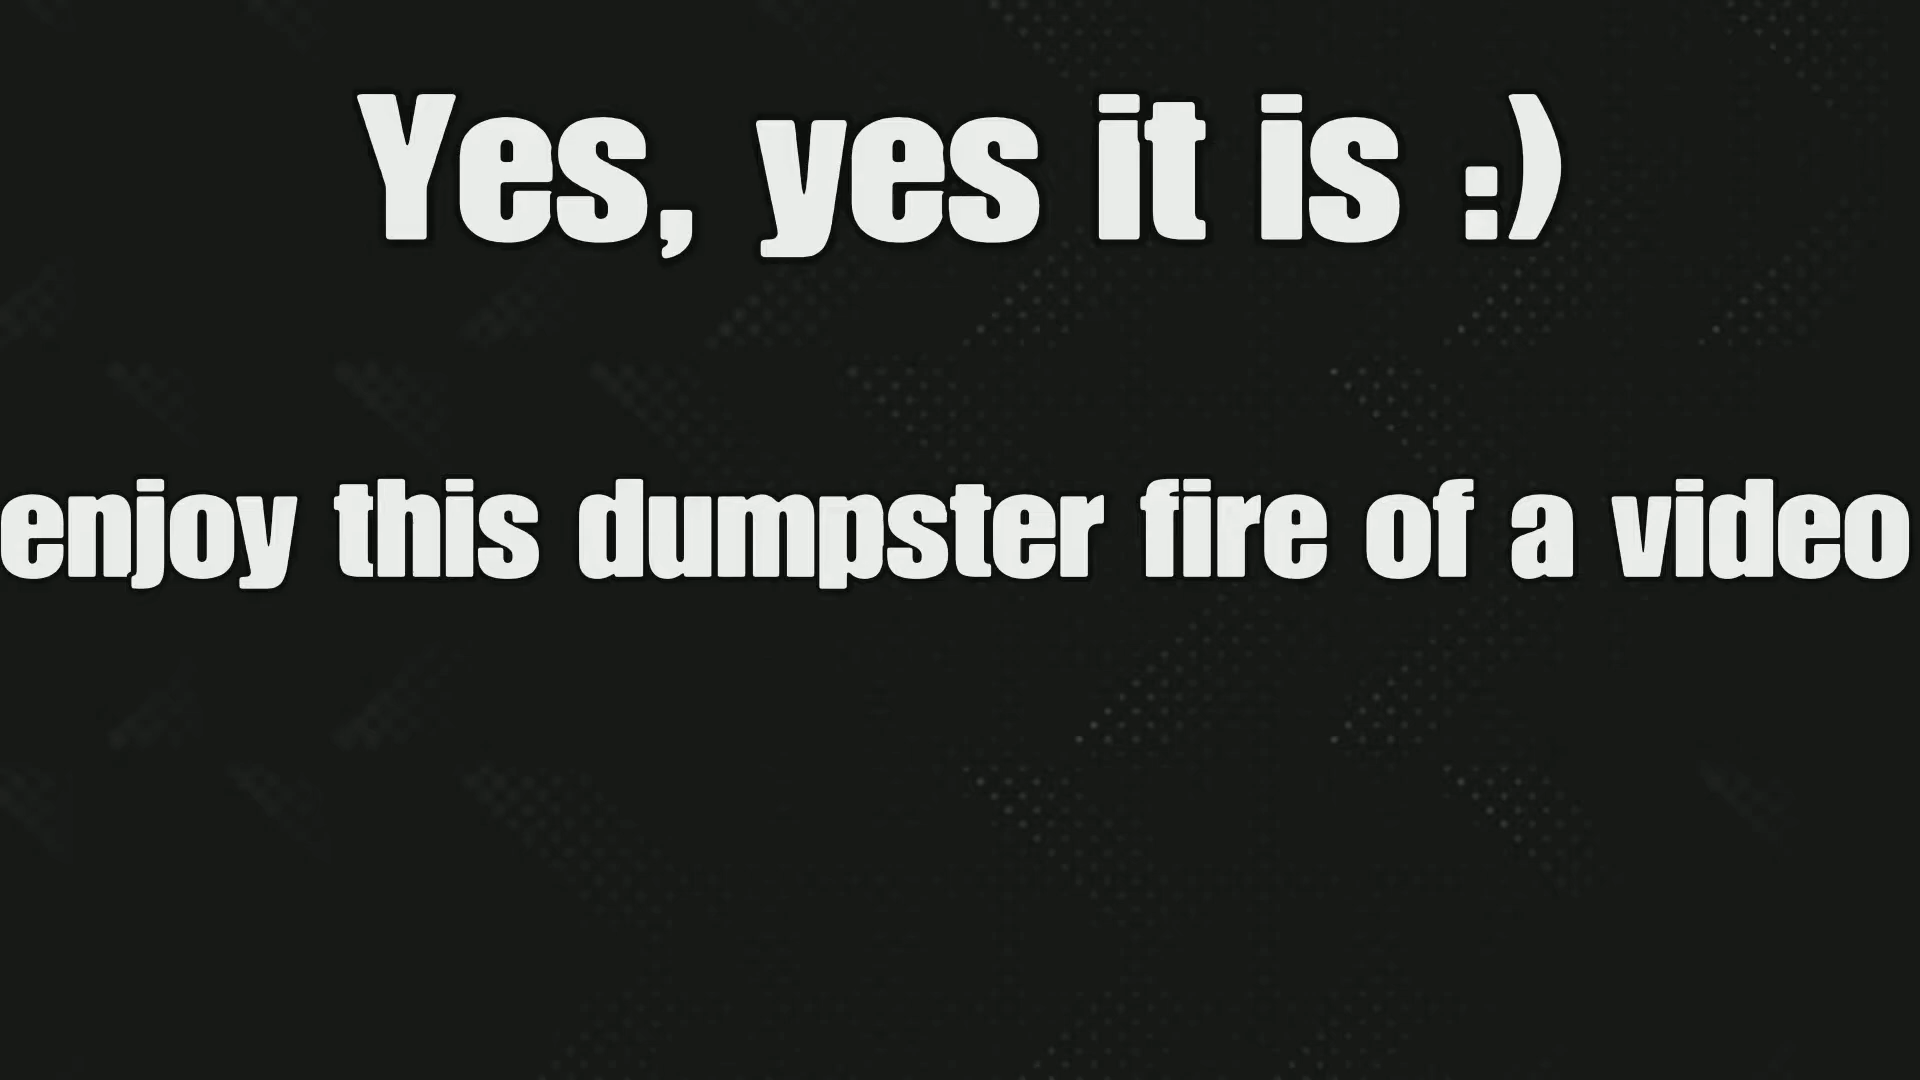 Yes, yes it is :)
enjoy this dumpster fire of a video